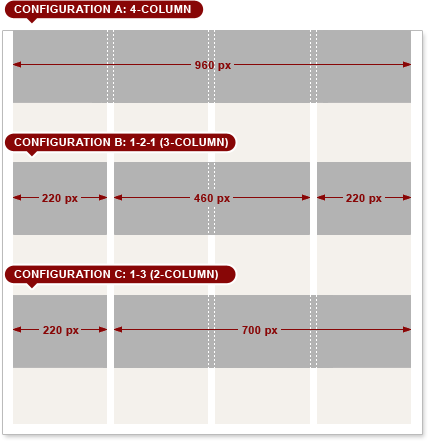 CONFIGURATION A: 4-COLUMN
960 px
CONFIGURATION B: 1-2-1 (3-COLUMN)
220 px 460 px 220 px
CONFIGURATION C: 1-3 (2-COLUMN)
220 px 700 px